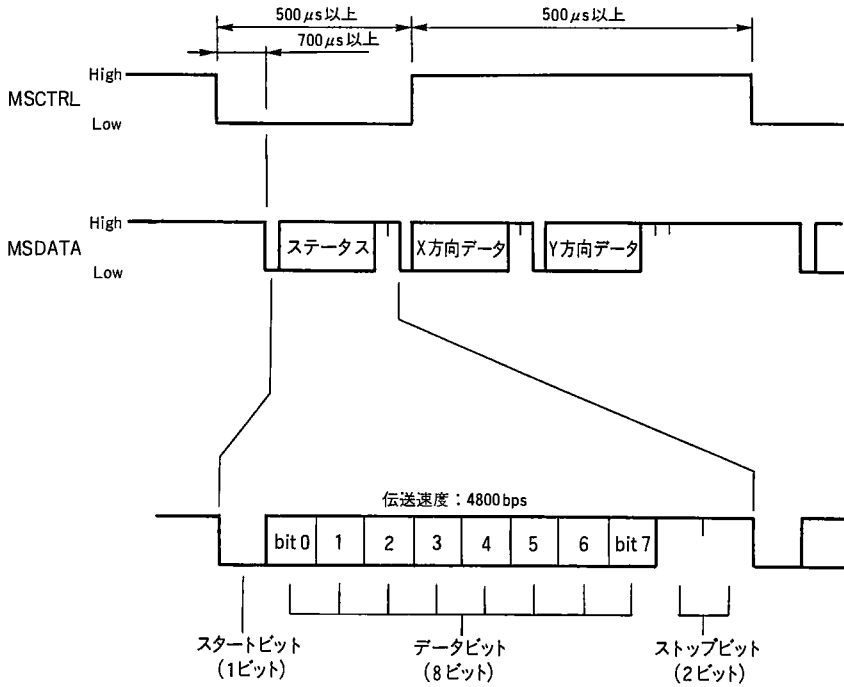 500μs以上
500μs以上
700μs以上
High
MSCTRL
Low
High
MSDATA
ステータス
X方向データ
Y方向データ
Low
伝送速度：4800bps
bit 0
1
2
3
4
5
6
bit 7
スタートビット
(1ビット)
データビット
(8ビット)
ストップビット
(2ビット)